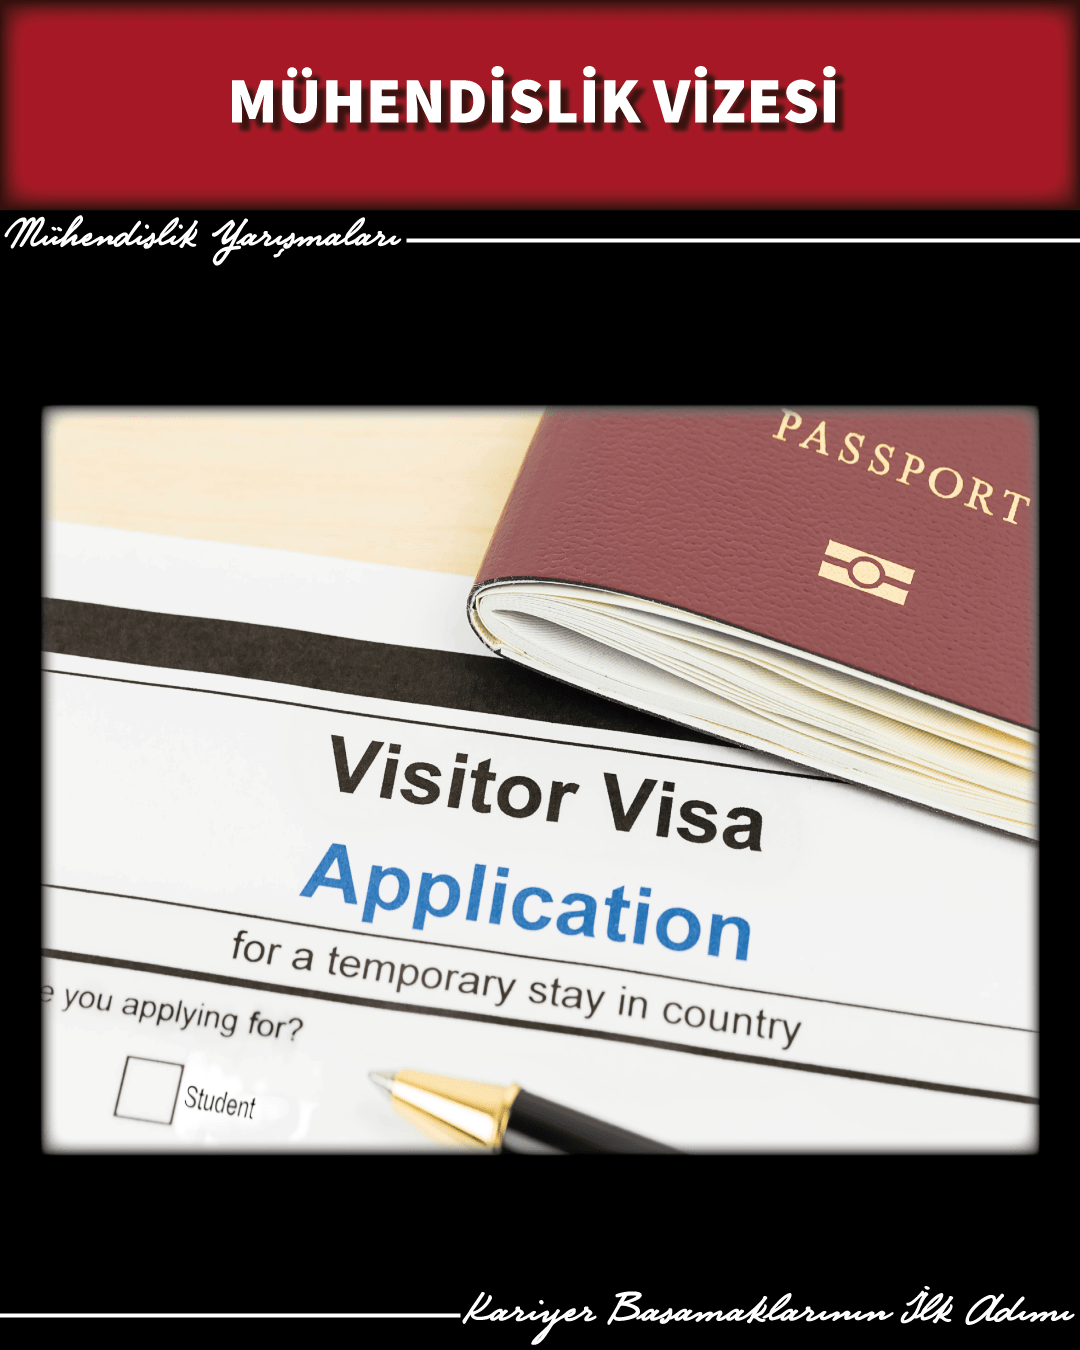 MÜHENDİSLİK VİZESİ
Mühendislik Yarışmaları
PASSPORT
Visitor Visa
Application
for a temporary stay in country
you applying for?
Student
Kariyer Basamaklarının İlk Adımı